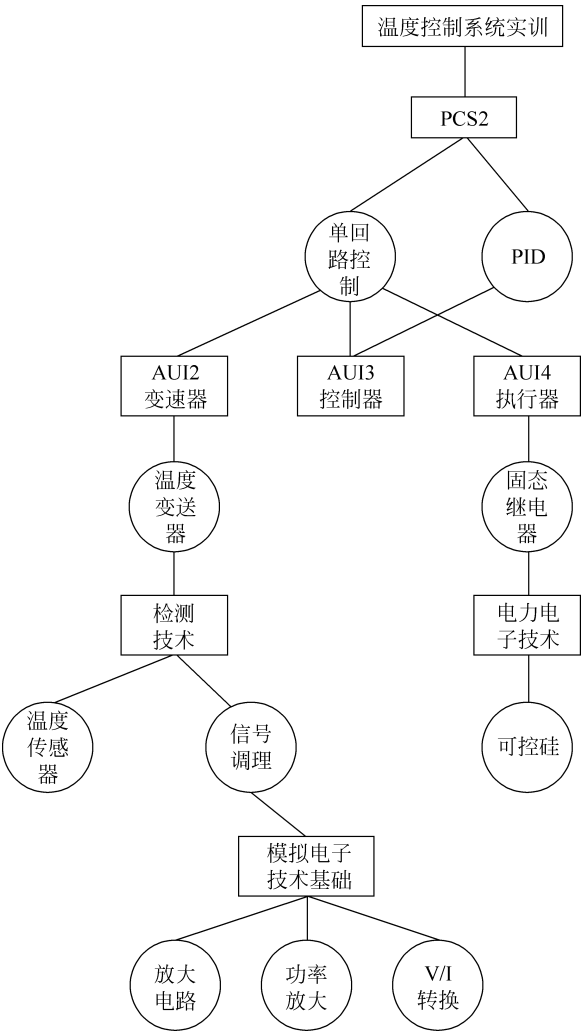 温度控制系统实训
PCS2
单回
路控
制
PID
AUI2
变速器
AUI3
控制器
AUI4
执行器
温度
变送
器
固态
继电
器
检测
技术
电力电
子技术
温度
传感
器
信号
调理
可控硅
模拟电子
技术基础
放大
电路
功率
放大
V/I
转换